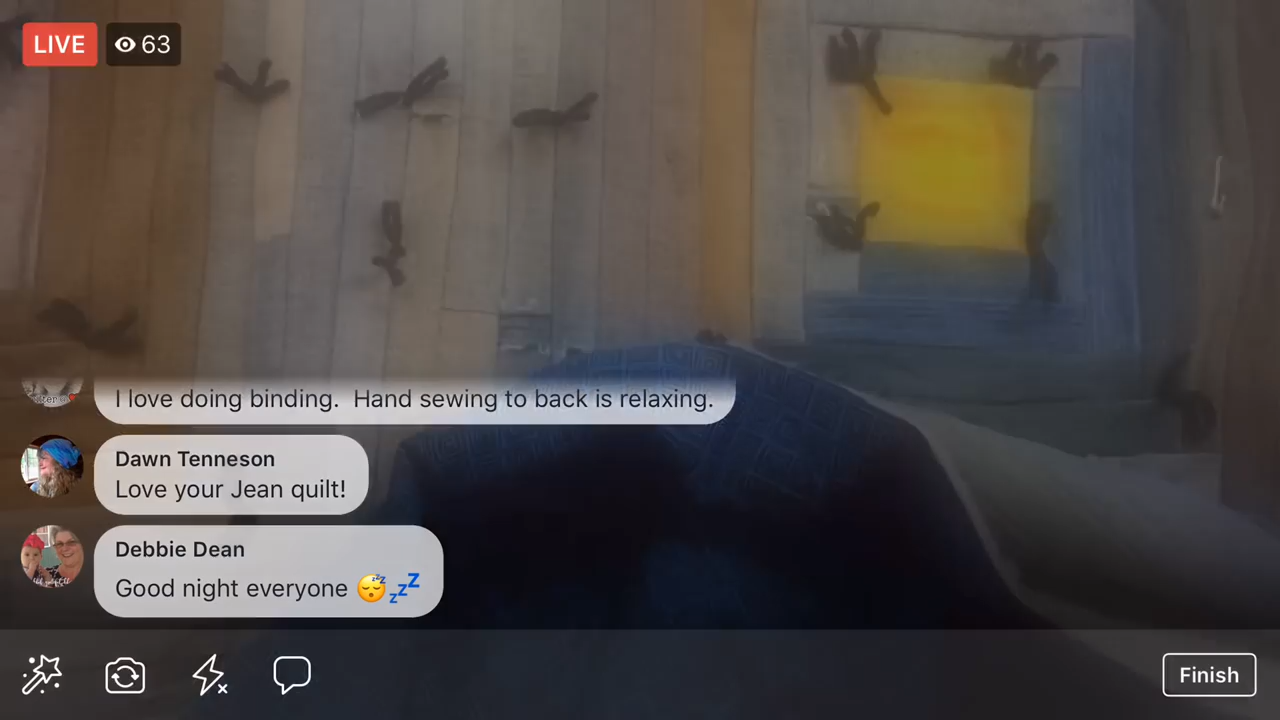 LIVE
63
I love doing binding.  Hand sewing to back is relaxing.
Dawn Tenneson
Love your Jean quilt!
Debbie Dean
Good night everyone 😴💤
Finish